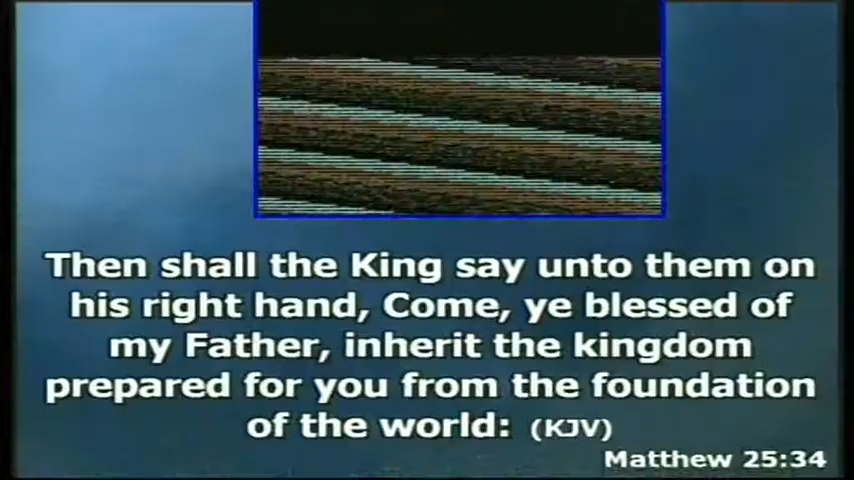 Then shall the King say unto them on
his right hand, Come, ye blessed of
my Father, inherit the kingdom
prepared for you from the foundation
of the world: (KJV)
Matthew 25:34